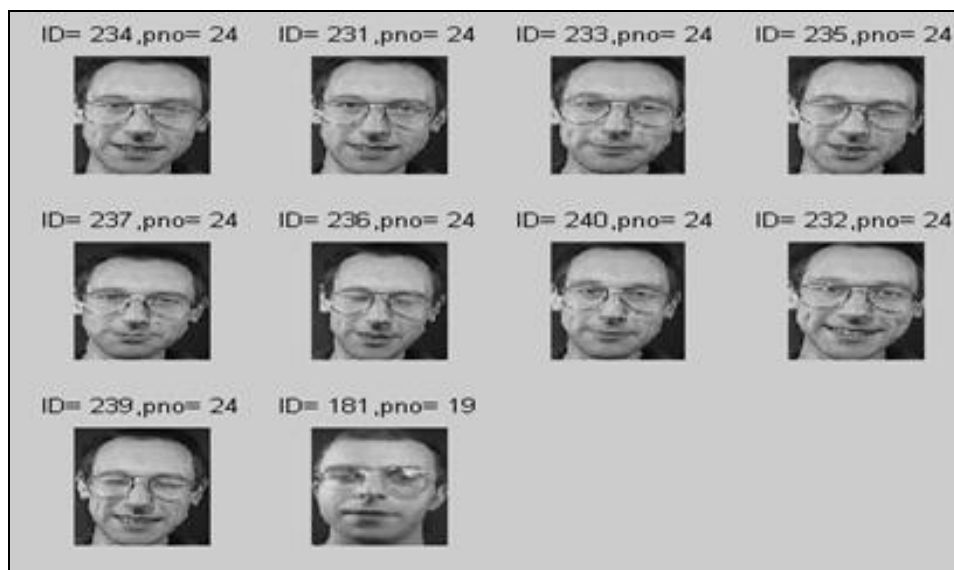 ID= 234,pno= 24 ID= 231,pno= 24 ID= 233,pno= 24 ID= 235,pno= 24
ID= 237,pno= 24 ID= 236,pno= 24 ID= 240,pno= 24 ID= 232,pno= 24
ID= 239,pno= 24 ID= 181,pno= 19